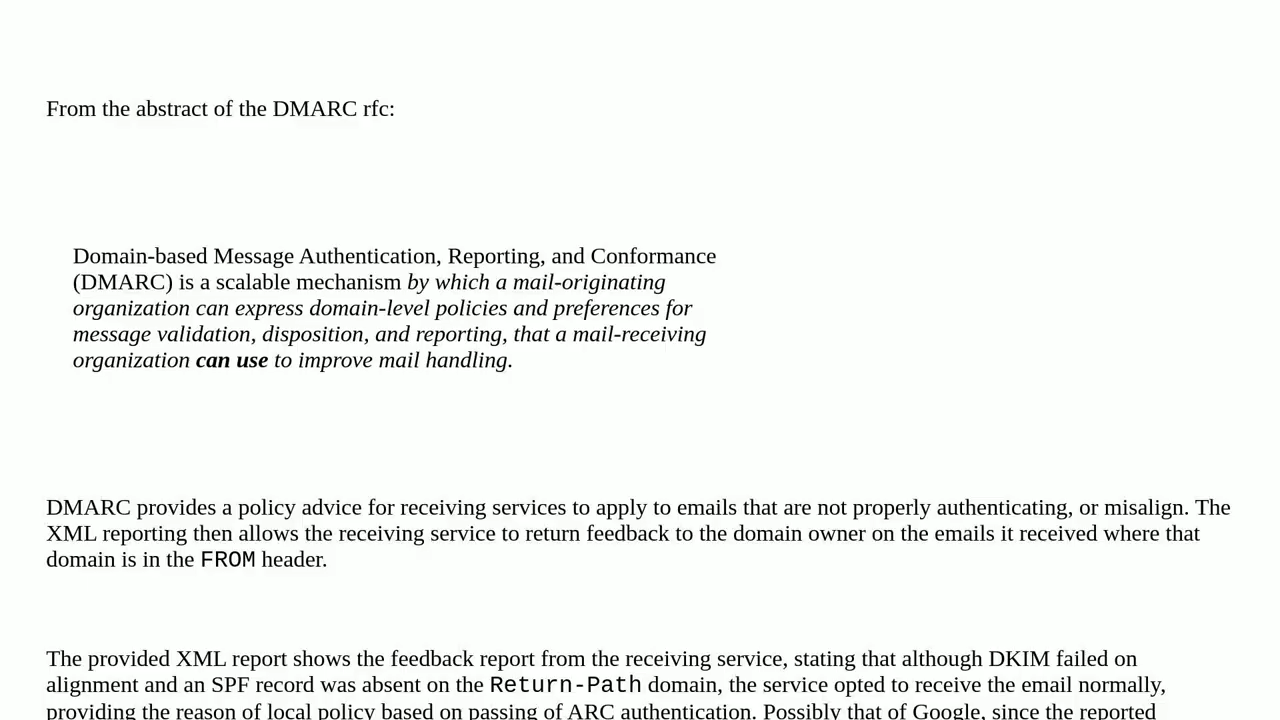 From the abstract of the DMARC rfc:
Domain-based Message Authentication, Reporting, and Conformance
(DMARC) is a scalable mechanism by which a mail-originating
organization can express domain-level policies and preferences for
message validation, disposition, and reporting, that a mail-receiving
organization can use to improve mail handling.
DMARC provides a policy advice for receiving services to apply to emails that are not properly authenticating, or misalign. The
XML reporting then allows the receiving service to return feedback to the domain owner on the emails it received where that
domain is in the FROM header.
The provided XML report shows the feedback report from the receiving service, stating that although DKIM failed on
alignment and an SPF record was absent on the Return-Path domain, the service opted to receive the email normally,
providing the reason of local policy based on passing of ARC authentication. Possibly that of Google, since the reported